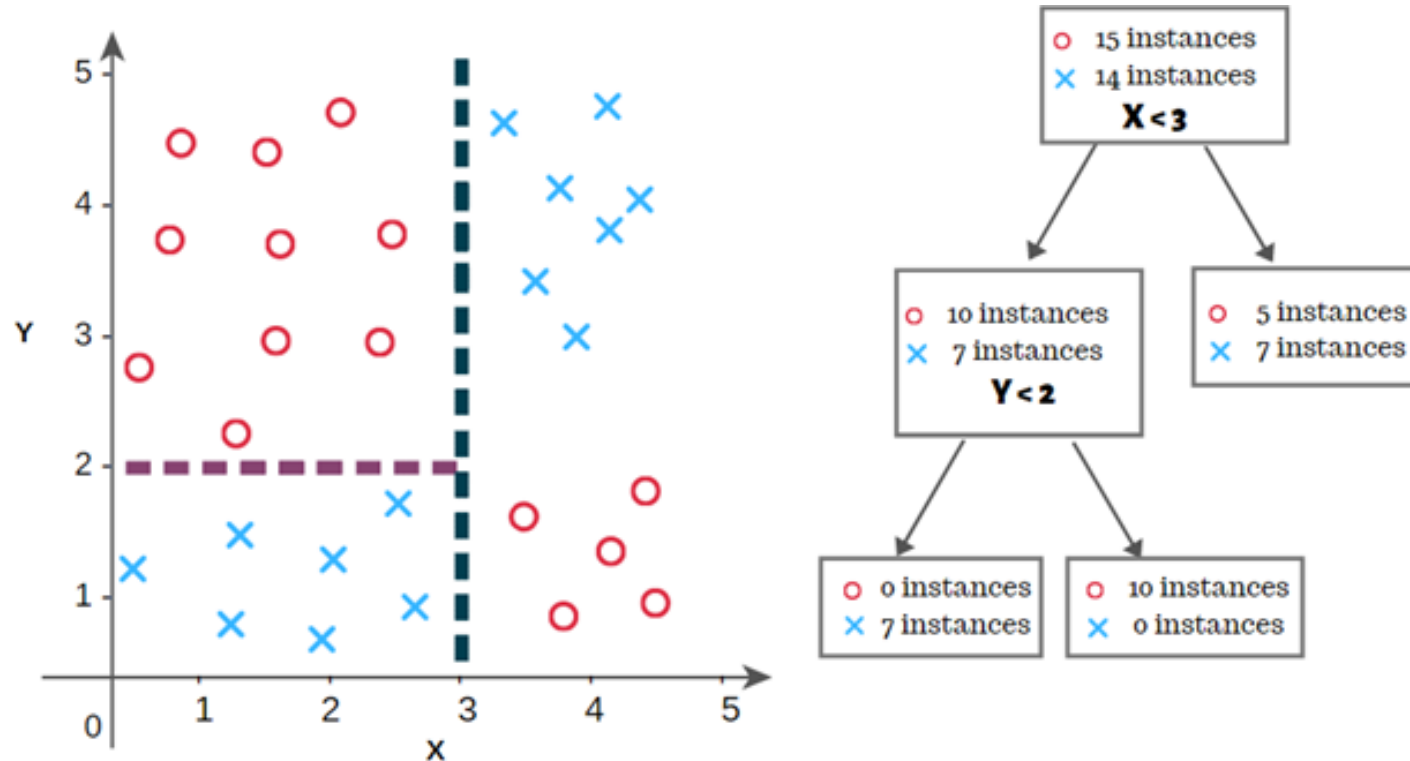 5
4
3
2
1
0
Y
1 2 3 4 5
X
15 instances
14 instances
X < 3
10 instances
7 instances
Y < 2
5 instances
7 instances
0 instances
7 instances
10 instances
0 instances